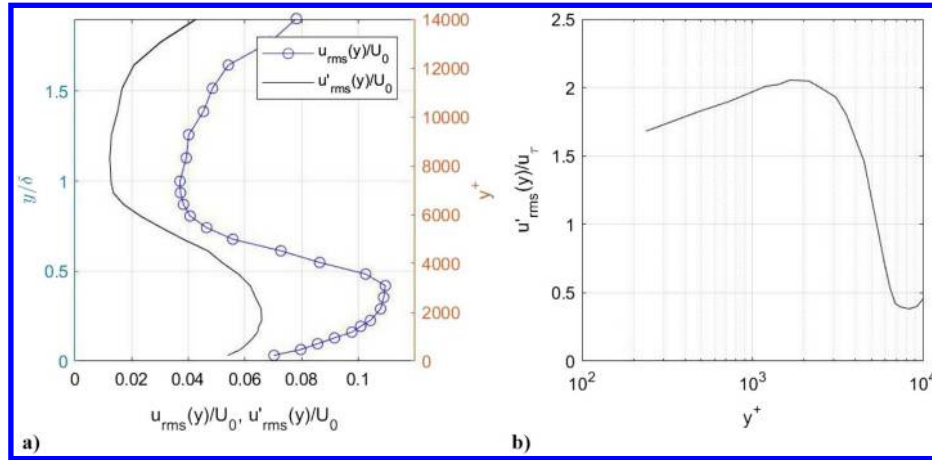 u_rms(y)/U_0
u'_rms(y)/U_0
1.5
1
0.5
0
y/δ
14000
12000
10000
8000
6000
4000
2000
0
y^+
0 0.02 0.04 0.06 0.08 0.1
u_rms(y)/U_0, u'_rms(y)/U_0
a)
2.5
2
1.5
1
0.5
0
u'_rms(y)/u_τ
10^2 10^3 10^4
y^+
b)